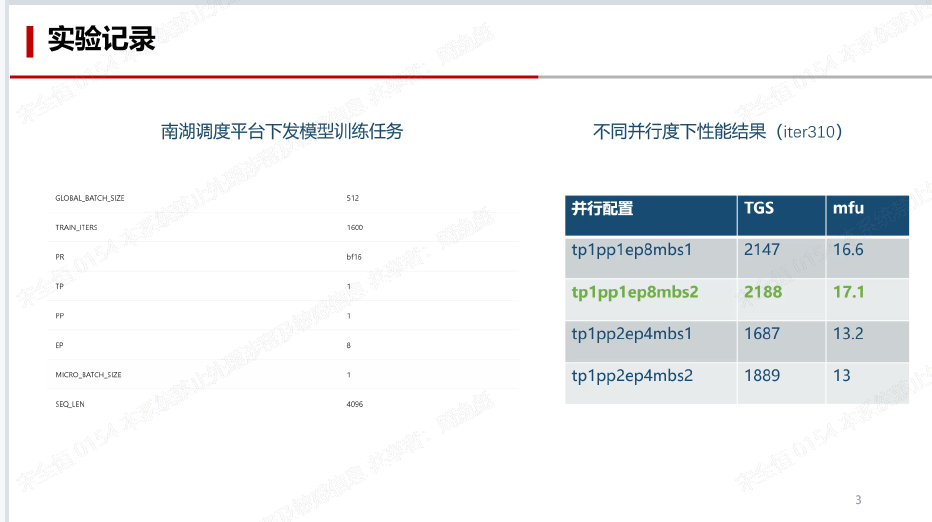 实验记录
南湖调度平台下发模型训练任务
GLOBAL_BATCH_SIZE 512
TRAIN_ITERS 1600
PR bf16
TP 1
PP 1
EP 8
MICRO_BATCH_SIZE 1
SEQ_LEN 4096
不同并行度下性能结果（iter310）
并行配置 TGS mfu
tp1pp1ep8mbs1 2147 16.6
tp1pp1ep8mbs2 2188 17.1
tp1pp2ep4mbs1 1687 13.2
tp1pp2ep4mbs2 1889 13
3